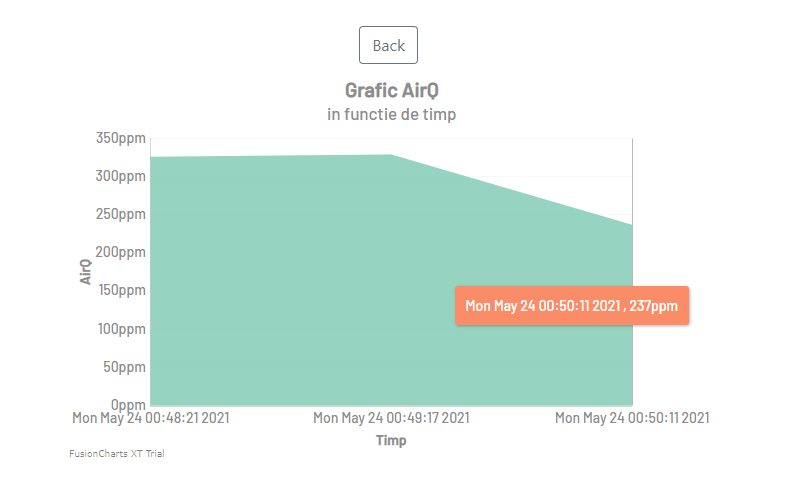 Back
Grafic AirQ
in functie de timp
350ppm
300ppm
250ppm
200ppm
150ppm
100ppm
50ppm
0ppm
AirQ
Mon May 24 00:50:11 2021 , 237ppm
Mon May 24 00:48:21 2021
Mon May 24 00:49:17 2021
Mon May 24 00:50:11 2021
Timp
FusionCharts XT Trial